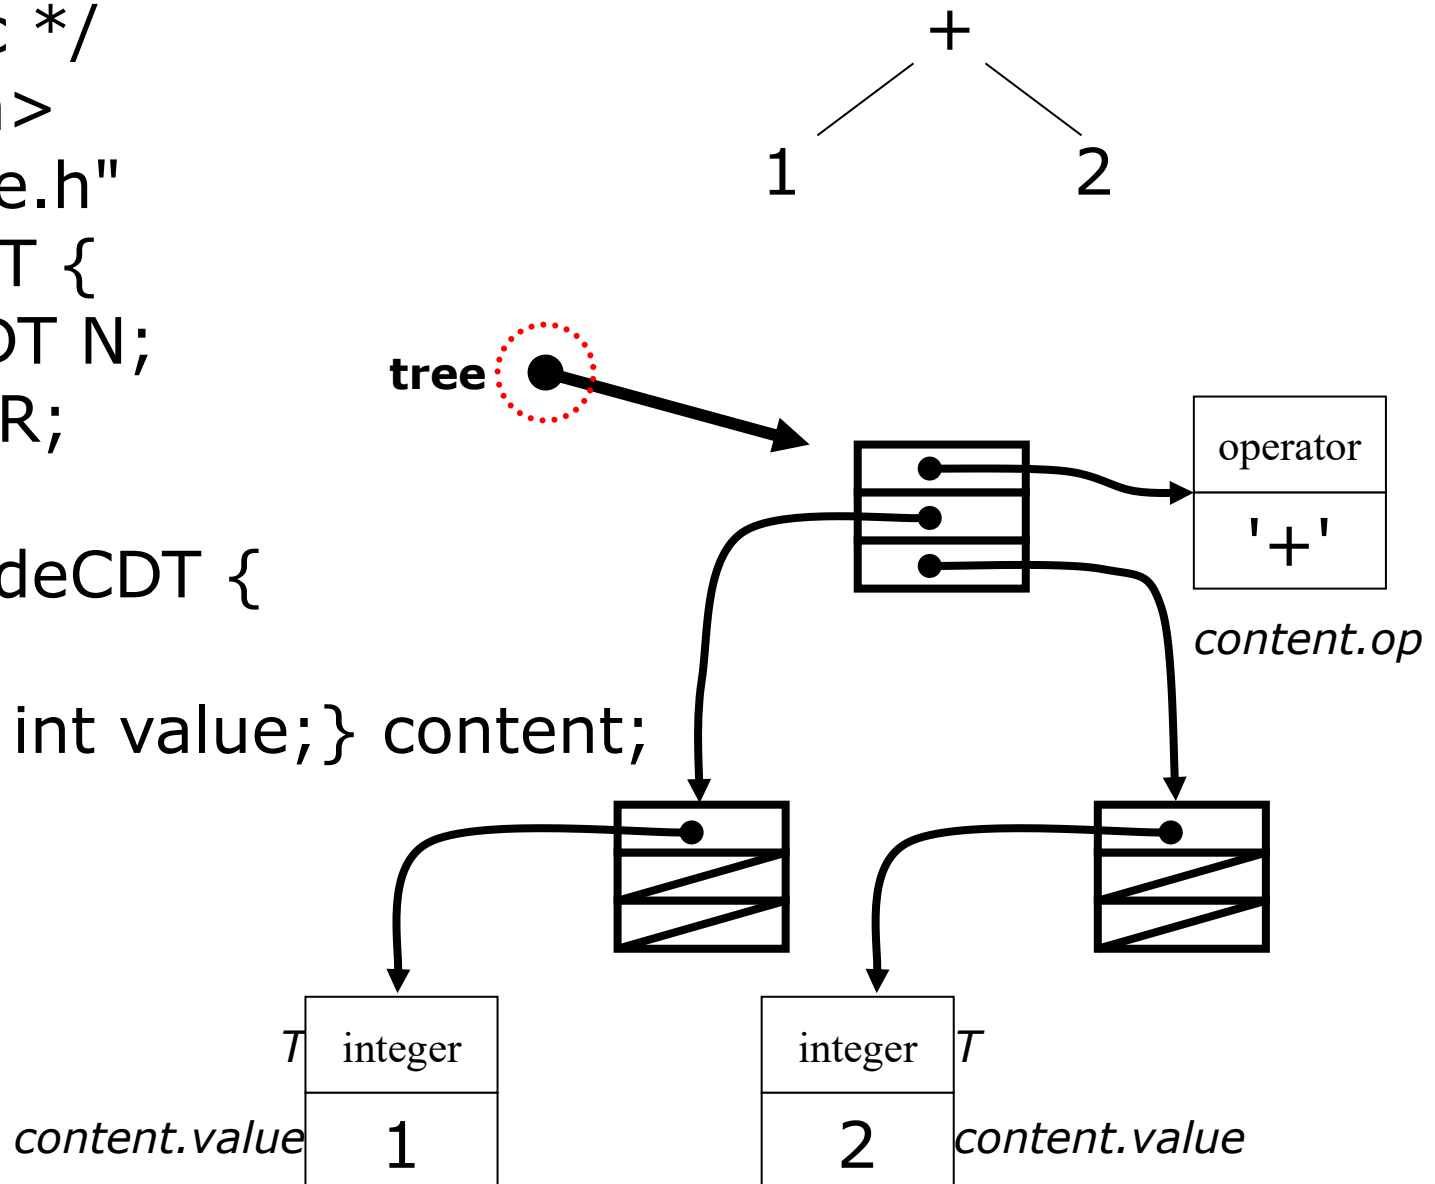 c */
h>
e.h"
T {
DT N;
R;
deCDT {
int value;} content;
+
1 2
tree
operator
'+'
content.op
T integer
content.value 1
integer T
2 content.value